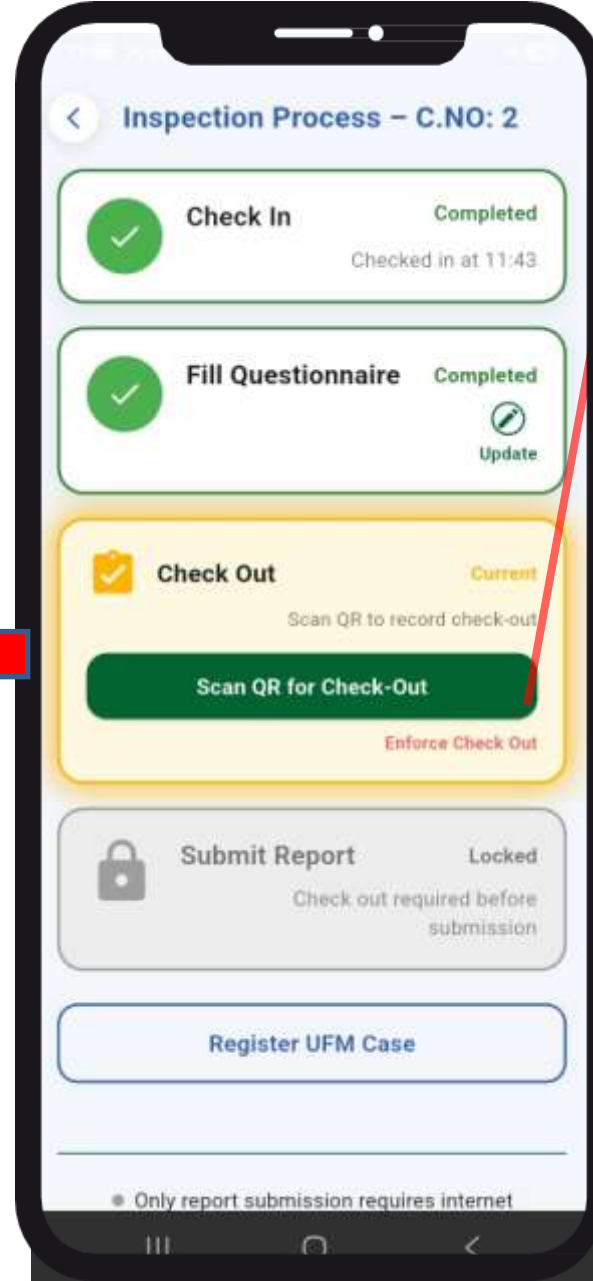 Inspection Process – C.NO: 2
Check In
Completed
Checked in at 11:43
Fill Questionnaire
Completed
Update
Check Out
Current
Scan QR to record check-out
Scan QR for Check-Out
Enforce Check Out
Submit Report
Locked
Check out required before
submission
Register UFM Case
Only report submission requires internet